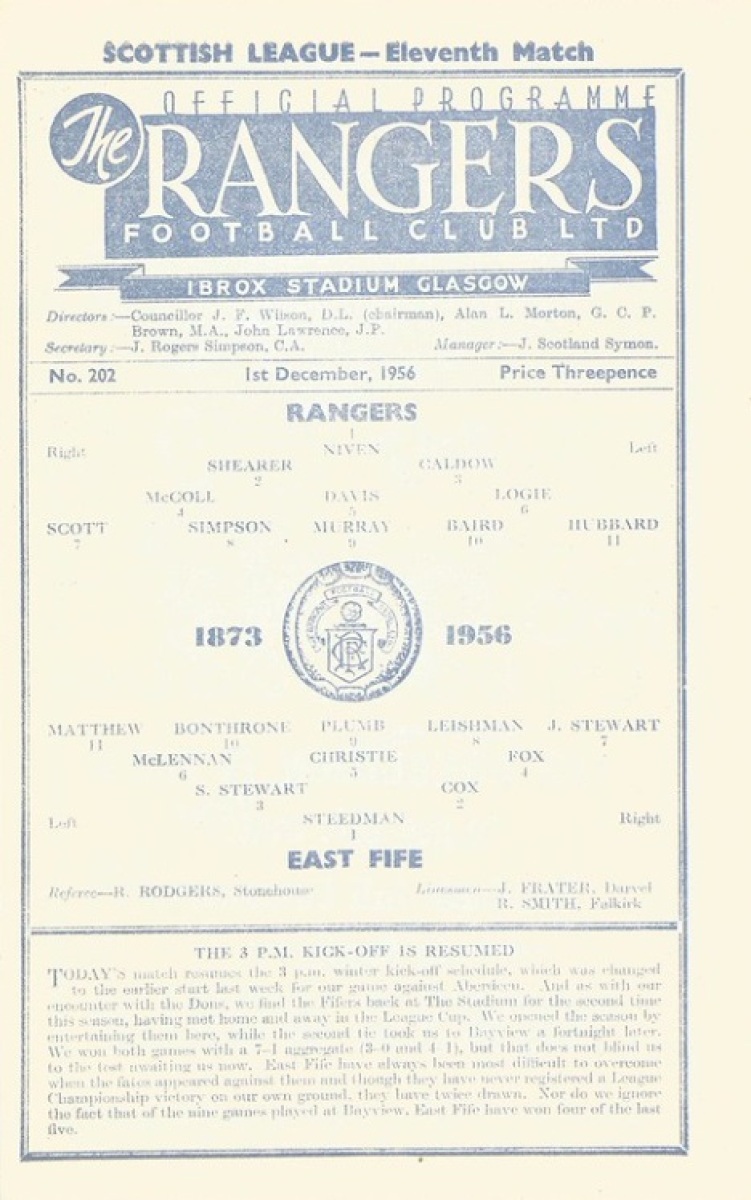 SCOTTISH LEAGUE — Eleventh Match
OFFICIAL PROGRAMME
The RANGERS
FOOTBALL CLUB LTD
IBROX STADIUM GLASGOW
Directors:—Councillor J. F. Wilson, D.L. (chairman), Alan L. Morton, G. C. P.
Brown, M.A., John Lawrence, J.P.
Secretary:—J. Rogers Simpson, C.A. Manager:—J. Scotland Symon.
No. 202 1st December, 1956 Price Threepence
RANGERS
1
Right NIVEN Left
SHEARER CALDOW
2 3
McCOLL DAVIS LOGIE
4 5 6
SCOTT SIMPSON MURRAY BAIRD HUBBARD
7 8 9 10 11
FOOTBALL
1873 1956
MATTHEW BONTHRONE PLUMB LEISHMAN J. STEWART
11 10 9 8 7
McLENNAN CHRISTIE FOX
6 5 4
S. STEWART COX
3 2
Left STEEDMAN Right
1
EAST FIFE
Referee—R. RODGERS, Stonehouse Linesmen—J. FRATER, Darvel
R. SMITH, Falkirk
THE 3 P.M. KICK-OFF IS RESUMED
TODAY'S match resumes the 3 p.m. winter kick-off schedule, which was changed
to the earlier start last week for our game against Aberdeen. And as with our
encounter with the Dons, we find the Fifers back at The Stadium for the second time
this season, having met home and away in the League Cup. We opened the season by
entertaining them here, while the second tie took us to Bayview a fortnight later.
We won both games with a 7-1 aggregate (3-0 and 4-1), but that does not blind us
to the test awaiting us now. East Fife have always been most difficult to overcome
when the fates appeared against them and though they have never registered a League
Championship victory on our own ground, they have twice drawn. Nor do we ignore
the fact that of the nine games played at Bayview, East Fife have won four of the last
five.